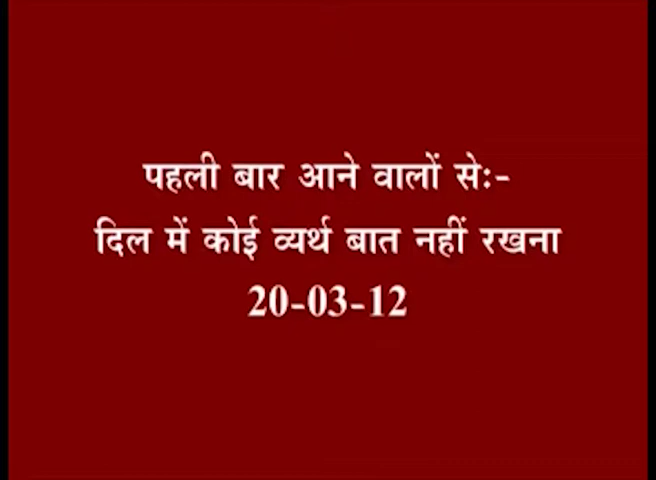 पहली बार आने वालों से:-
दिल में कोई व्यर्थ बात नहीं रखना
20-03-12